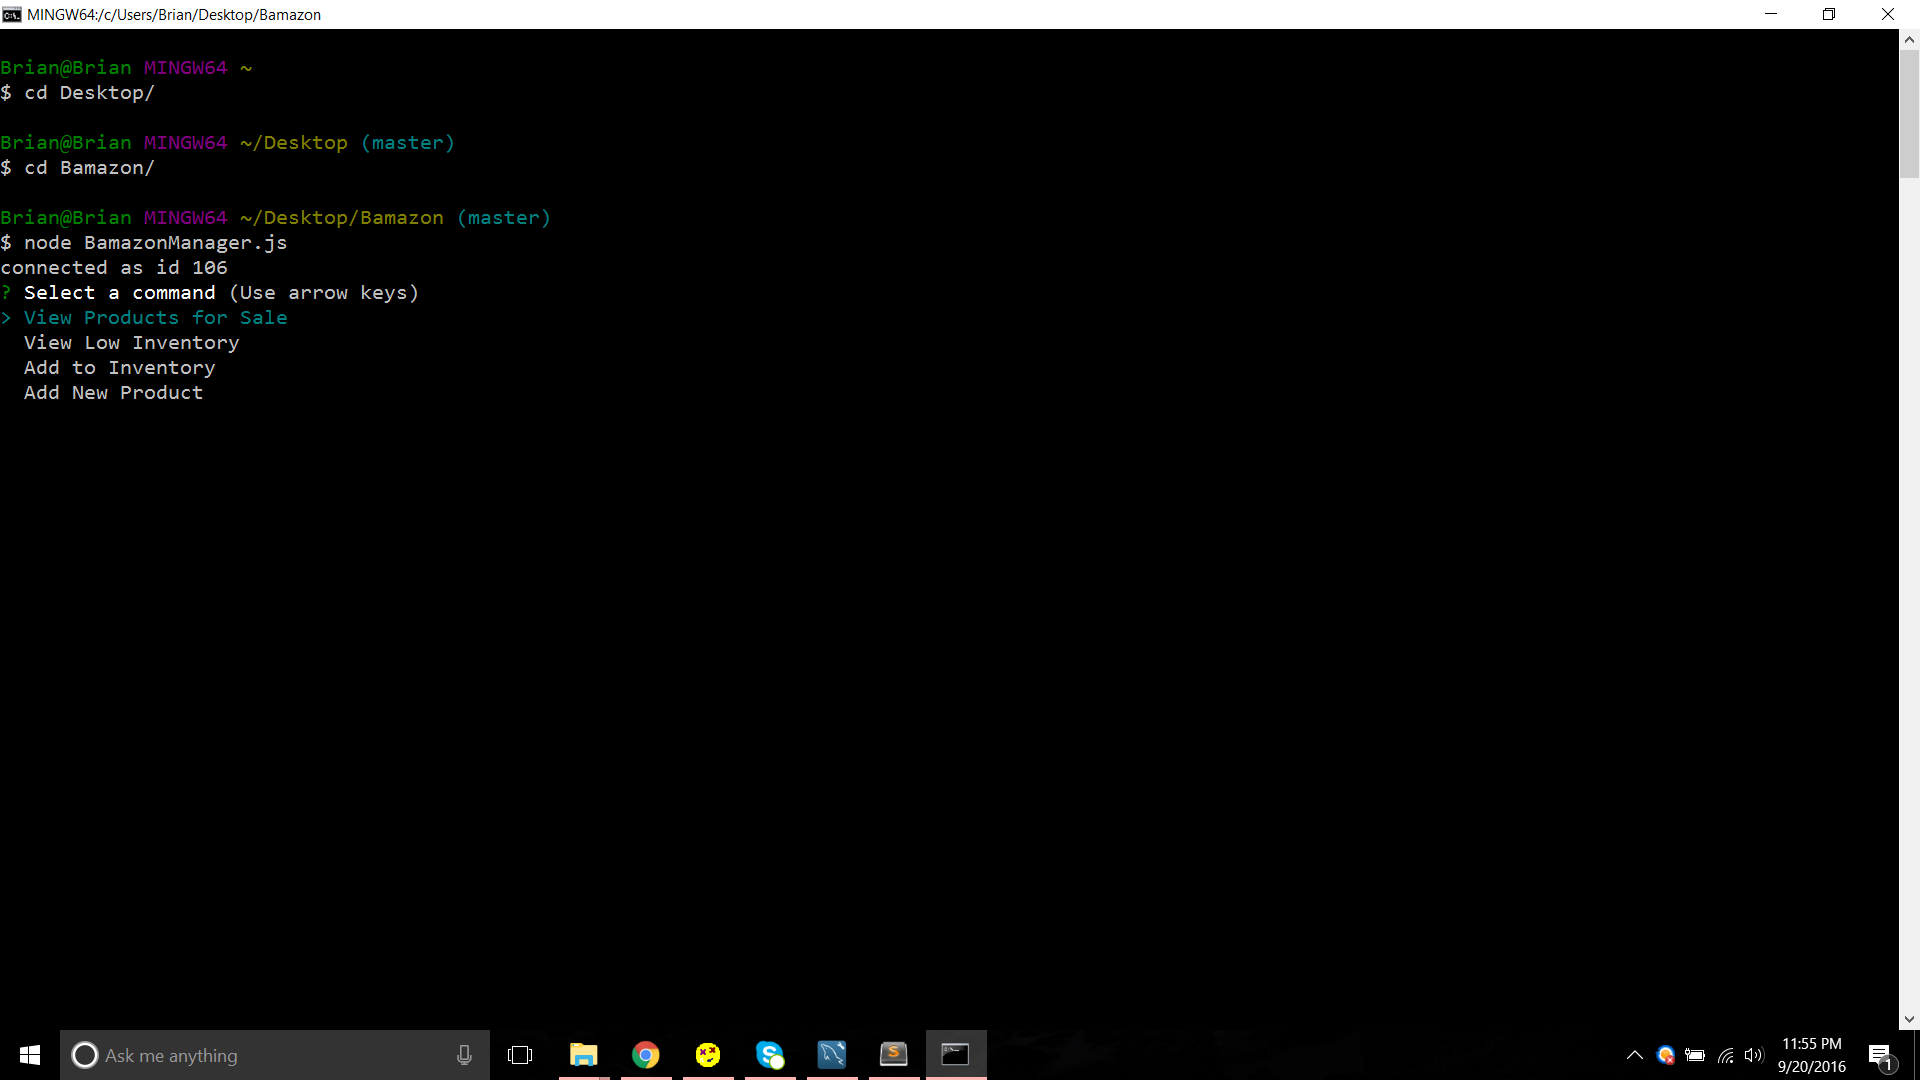 MINGW64:/c/Users/Brian/Desktop/Bamazon
Brian@Brian MINGW64 ~
$ cd Desktop/
Brian@Brian MINGW64 ~/Desktop (master)
$ cd Bamazon/
Brian@Brian MINGW64 ~/Desktop/Bamazon (master)
$ node BamazonManager.js
connected as id 106
? Select a command (Use arrow keys)
> View Products for Sale
View Low Inventory
Add to Inventory
Add New Product
Ask me anything
11:55 PM
9/20/2016
1